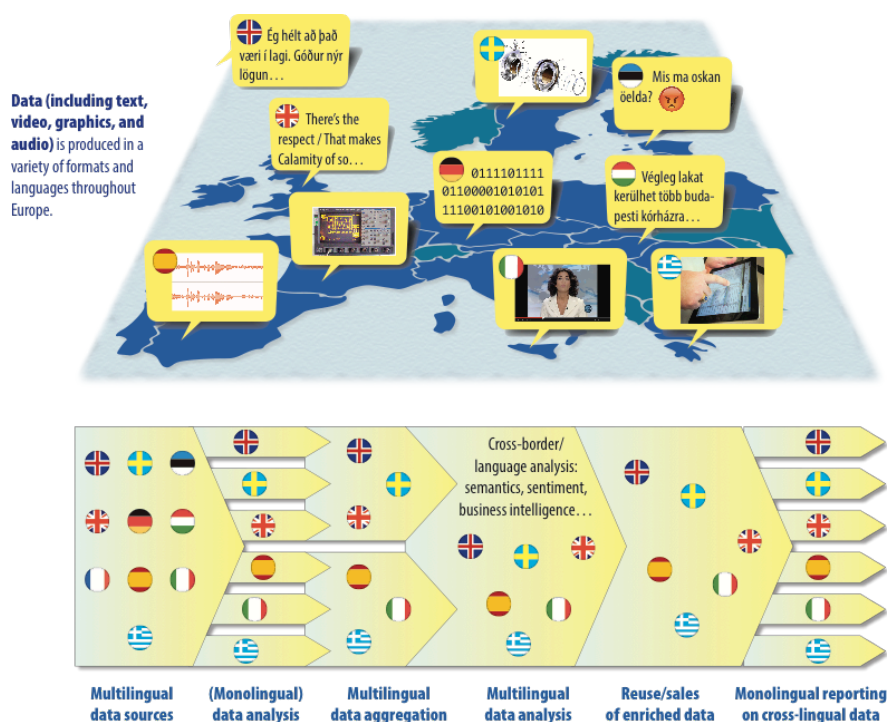 Data (including text,
video, graphics, and
audio) is produced in a
variety of formats and
languages throughout
Europe.
Ég hélt að það
væri í lagi. Góður nýr
lögun…
There's the
respect / That makes
Calamity of so…
Mis ma oskan
öelda?
0111101111
01100001010101
11100101001010
Végleg lakat
kerülhet több buda-
pesti kórházra…
Cross-border/
language analysis:
semantics, sentiment,
business intelligence…
Multilingual
data sources
(Monolingual)
data analysis
Multilingual
data aggregation
Multilingual
data analysis
Reuse/sales
of enriched data
Monolingual reporting
on cross-lingual data